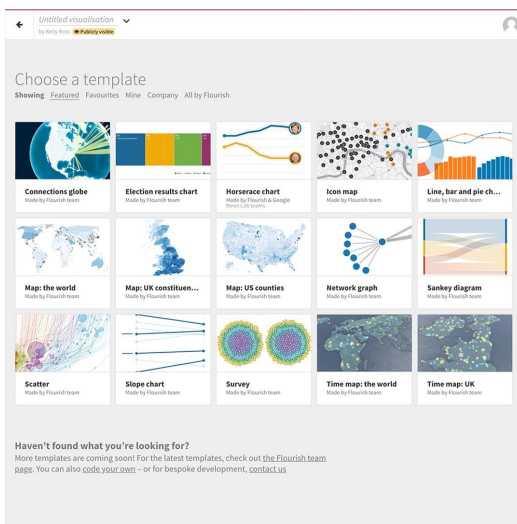 Untitled visualisation
by Kelly Ross Publicly visible
Choose a template
Showing Featured Favourites Mine Company All by Flourish
Connections globe
Made by Flourish team
Election results chart
Made by Flourish team
Horserace chart
Made by Flourish & Google
News Lab teams
Icon map
Made by Flourish team
Line, bar and pie ch...
Made by Flourish team
Map: the world
Made by Flourish team
Map: UK constituen...
Made by Flourish team
Map: US counties
Made by Flourish team
Network graph
Made by Flourish team
Sankey diagram
Made by Flourish team
Scatter
Made by Flourish team
Slope chart
Made by Flourish team
Survey
Made by Flourish team
Time map: the world
Made by Flourish team
Time map: UK
Made by Flourish team
Haven't found what you're looking for?
More templates are coming soon! For the latest templates, check out the Flourish team
page. You can also code your own – or for bespoke development, contact us